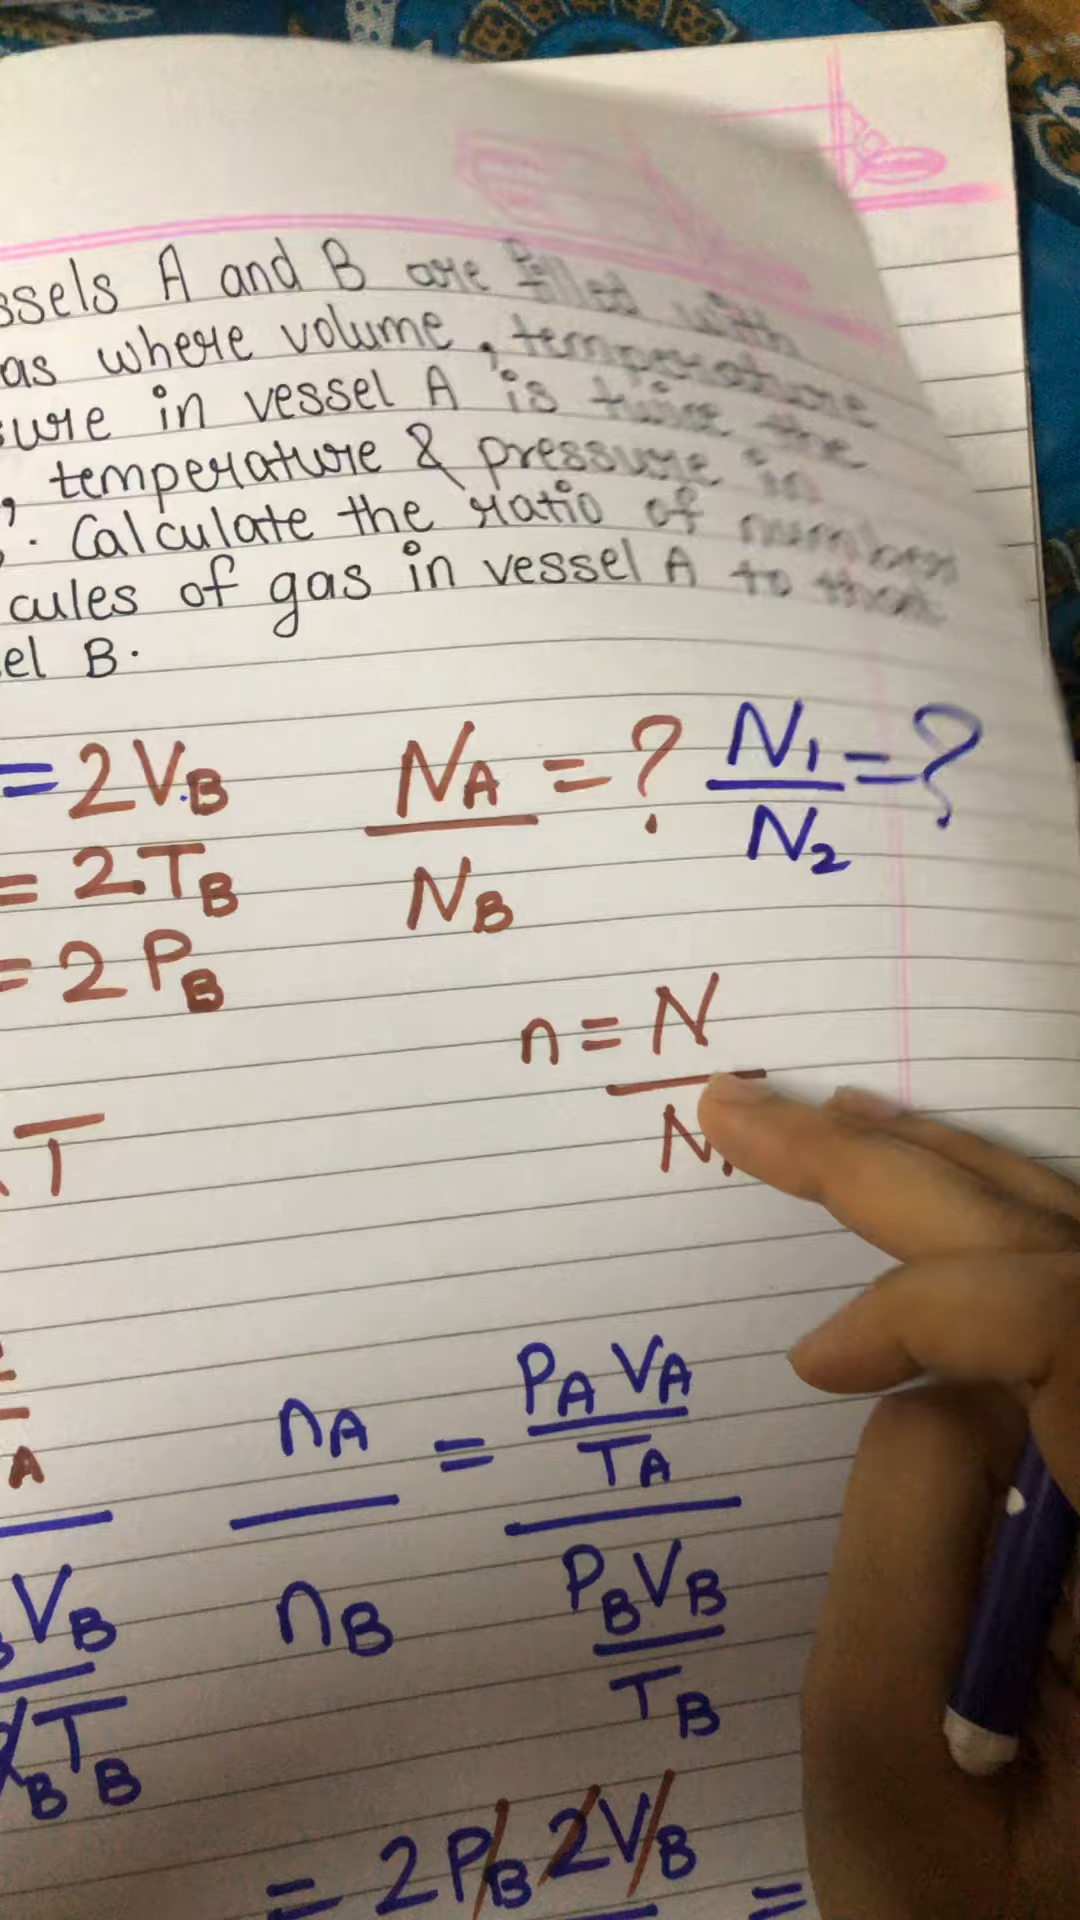 ssels A and B are filled with
as where volume, temperature
sure in vessel A is twice the
, temperature & pressure in
. Calculate the ratio of number
cules of gas in vessel A to that
el B.
= 2VB NA/NB = ? N1/N2 = ?
= 2TB
= 2PB
n = N/N
T
A
nA/nB = PAVA/TA / PBVB/TB
VB
TB
B
= 2PB 2VB =